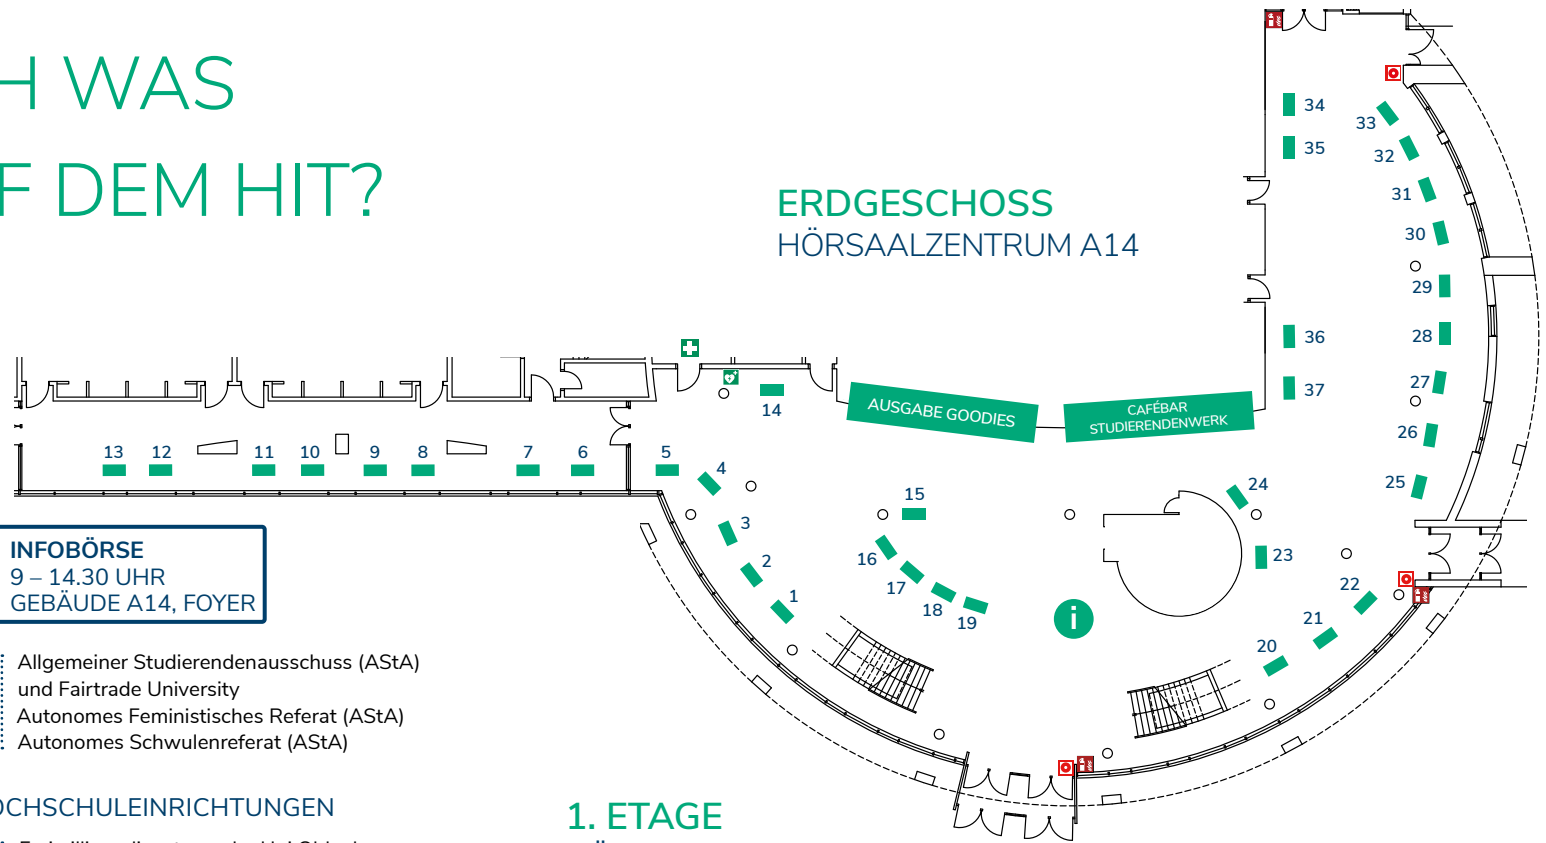 H WAS
F DEM HIT?
ERDGESCHOSS
HÖRSAALZENTRUM A14
34
33
35
32
31
30
29
36
28
37
27
26
25
14
AUSGABE GOODIES
CAFÉBAR
STUDIERENDENWERK
13
12
11
10
9
8
7
6
5
4
3
2
1
15
16
17
18
19
i
24
23
22
21
20
INFOBÖRSE
9 – 14.30 UHR
GEBÄUDE A14, FOYER
Allgemeiner Studierendenausschuss (AStA)
und Fairtrade University
Autonomes Feministisches Referat (AStA)
Autonomes Schwulenreferat (AStA)
OCHSCHULEINRICHTUNGEN
1. ETAGE